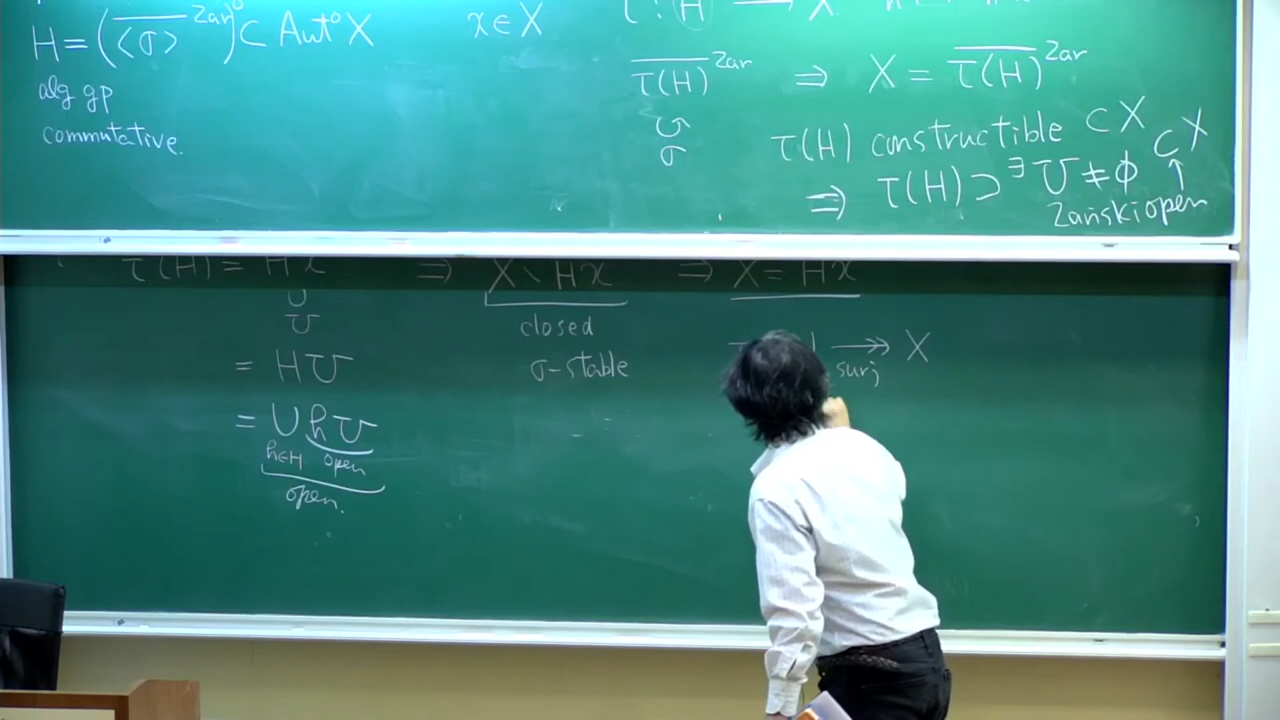 H = (\overline{<σ>}^{Zar})^0 ⊂ Aut^0 X
x ∈ X
alg gp
commutative.
\overline{τ(H)}^{Zar} ⇒ X = \overline{τ(H)}^{Zar}
σ
τ(H) constructible ⊂ X
⇒ τ(H) ⊃ ∃U ≠ ϕ ⊂ X
↑
Zariski open
τ(H) = Hx ⇒ X \ Hx ⇒ X = Hx
∪
U
closed
σ-stable
= HU
= ∪ hU
h∈H open
open.
→→ X
surj